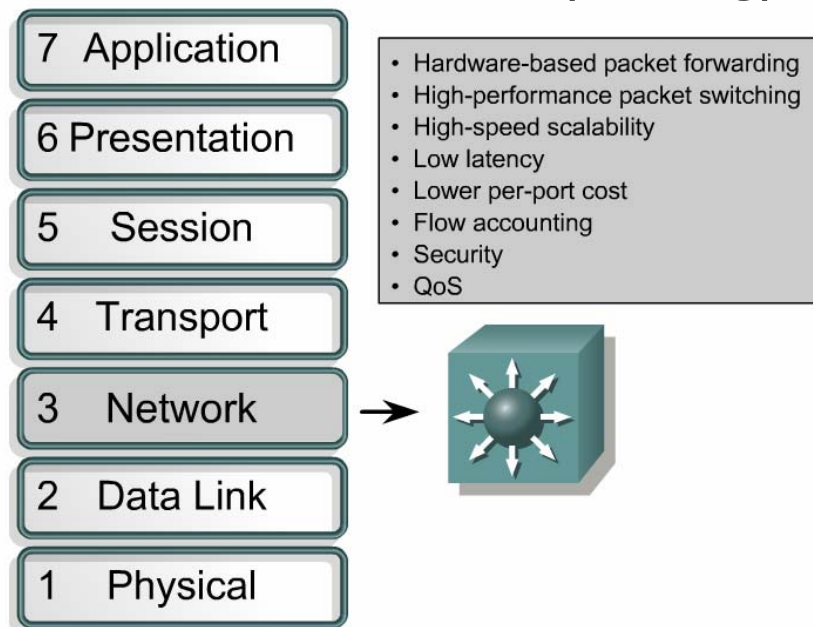 7 Application
6 Presentation
5 Session
4 Transport
3 Network
2 Data Link
1 Physical
• Hardware-based packet forwarding
• High-performance packet switching
• High-speed scalability
• Low latency
• Lower per-port cost
• Flow accounting
• Security
• QoS